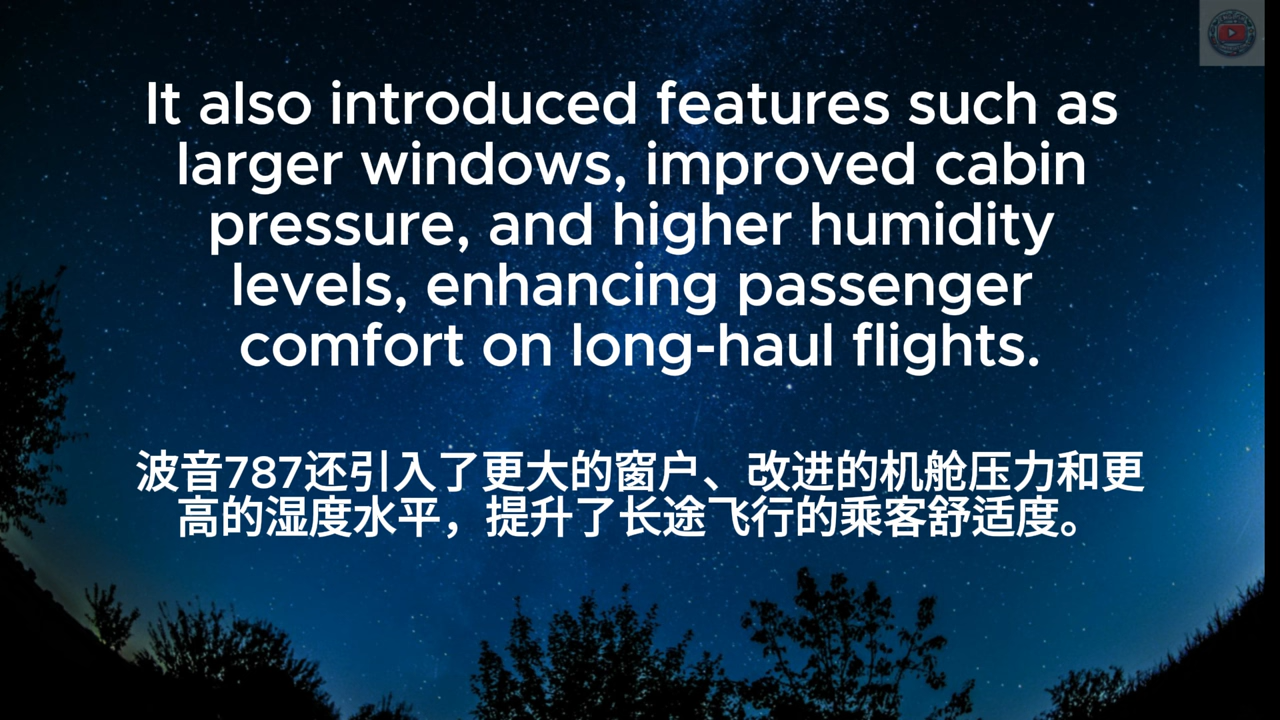 It also introduced features such as
larger windows, improved cabin
pressure, and higher humidity
levels, enhancing passenger
comfort on long-haul flights.
波音787还引入了更大的窗户、改进的机舱压力和更
高的湿度水平，提升了长途飞行的乘客舒适度。